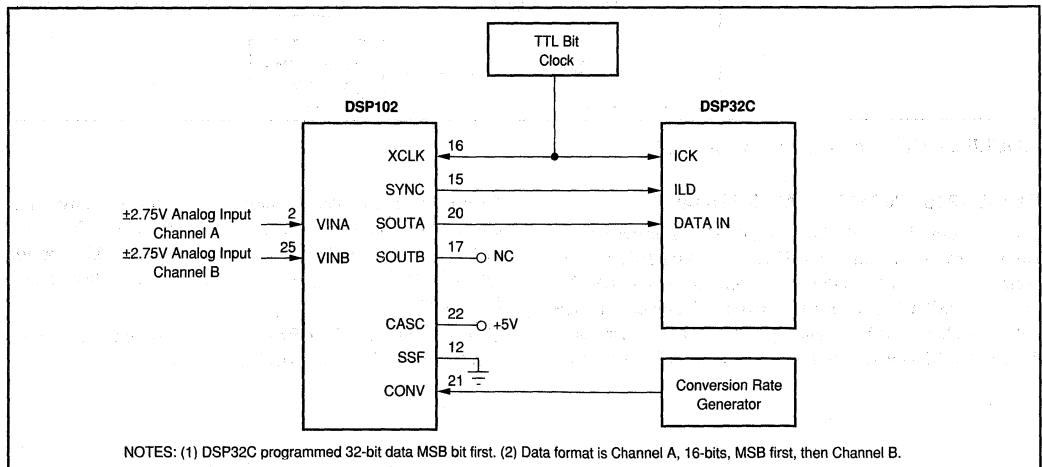 TTL Bit
Clock
DSP102
DSP32C
XCLK
16
ICK
SYNC
15
ILD
±2.75V Analog Input
Channel A
2
VINA
SOUTA
20
DATA IN
±2.75V Analog Input
Channel B
25
VINB
SOUTB
17
NC
CASC
22
+5V
SSF
12
CONV
21
Conversion Rate
Generator
NOTES: (1) DSP32C programmed 32-bit data MSB bit first. (2) Data format is Channel A, 16-bits, MSB first, then Channel B.